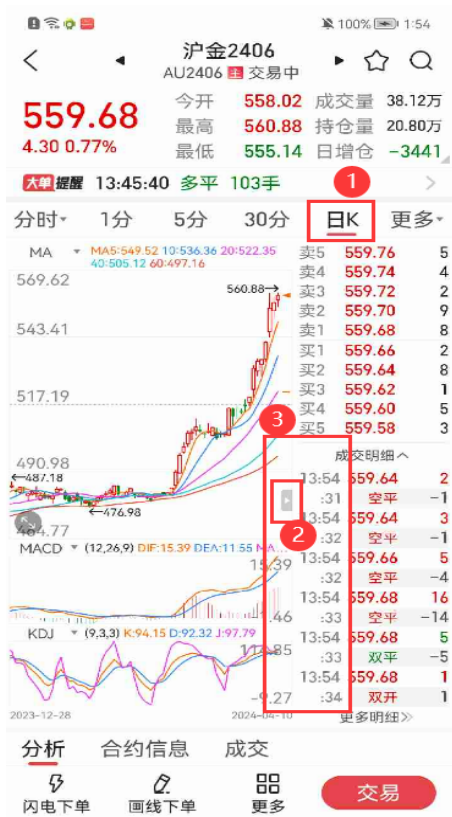 100% 1:54
沪金2406
AU2406 主 交易中
559.68
4.30 0.77%
今开 558.02 成交量 38.12万
最高 560.88 持仓量 20.80万
最低 555.14 日增仓 -3441
大单提醒 13:45:40 多平 103手
1
分时 1分 5分 30分 日K 更多
MA MA5:549.52 10:536.36 20:522.35
40:505.12 60:497.16
569.62
560.88
543.41
517.19
490.98
487.18
476.98
464.77
卖5 559.76 5
卖4 559.74 4
卖3 559.72 2
卖2 559.70 9
卖1 559.68 8
买1 559.66 2
买2 559.64 8
买3 559.62 1
买4 559.60 5
买5 559.58 3
3
成交明细
13:54 559.64 2
:31 空平 -1
13:54 559.64 3
:32 空平 -1
2
13:54 559.66 5
:32 空平 -4
13:54 559.68 16
:33 空平 -14
13:54 559.68 5
:33 双平 -5
13:54 559.68 1
:34 双开 1
更多明细
MACD (12,26,9) DIF:15.39 DEA:11.55 MA...
15.39
.46
KDJ (9,3,3) K:94.15 D:92.32 J:97.79
-9.27
2023-12-28 2024-04-10
分析 合约信息 成交
闪电下单 画线下单 更多 交易